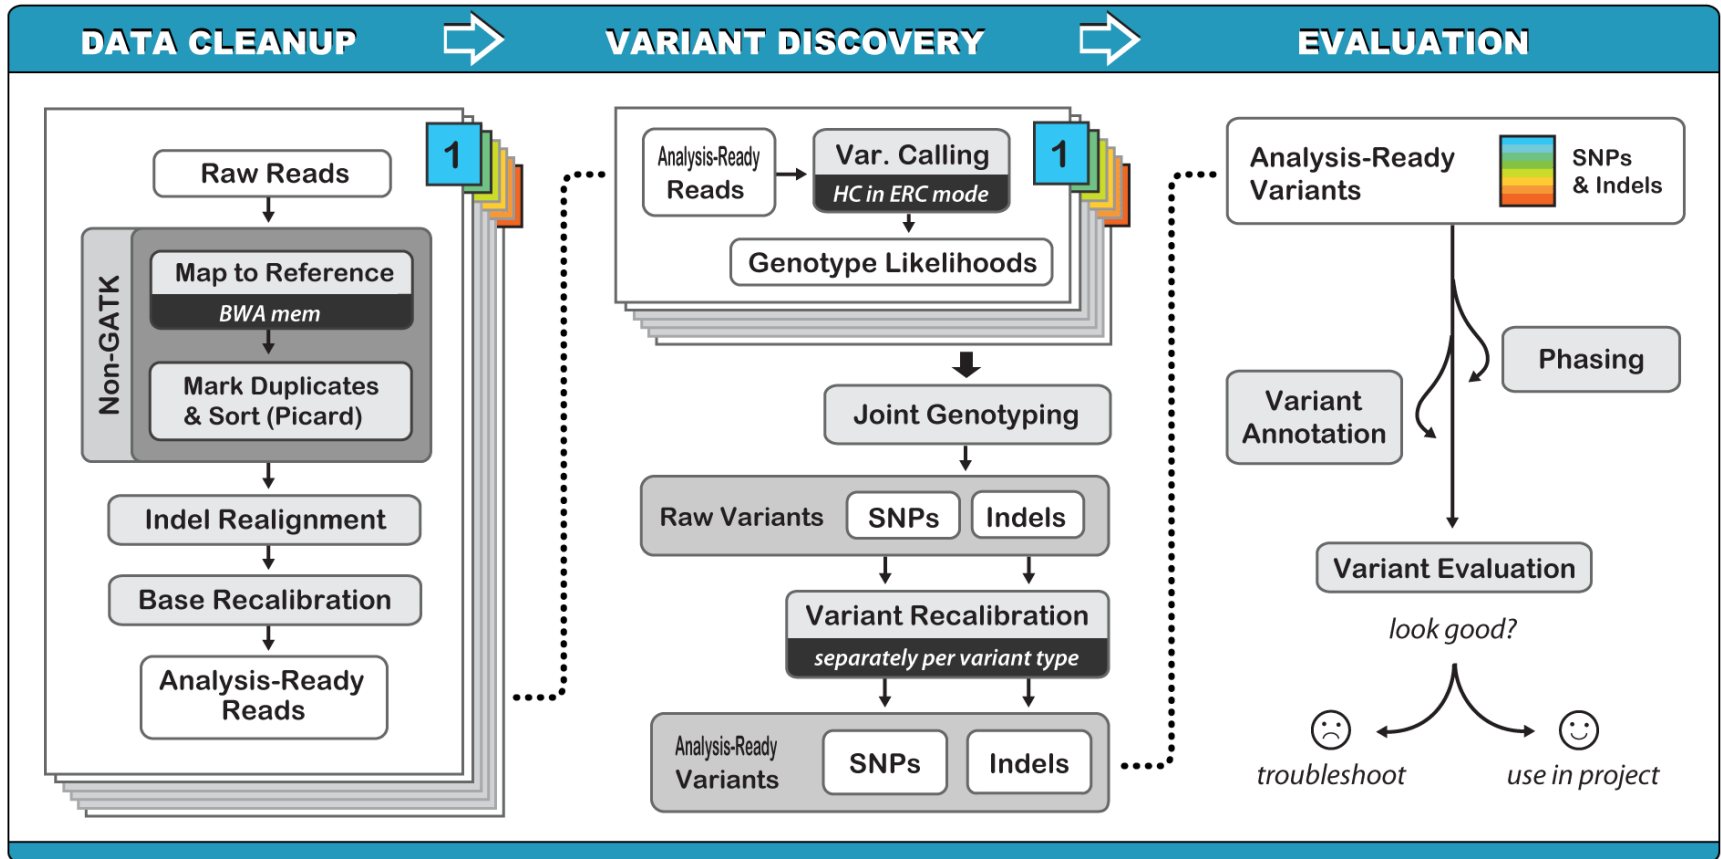 DATA CLEANUP
VARIANT DISCOVERY
EVALUATION
1
Raw Reads
Non-GATK
Map to Reference
BWA mem
Mark Duplicates
& Sort (Picard)
Indel Realignment
Base Recalibration
Analysis-Ready
Reads
1
Analysis-Ready
Reads
Var. Calling
HC in ERC mode
Genotype Likelihoods
Joint Genotyping
Raw Variants
SNPs
Indels
Variant Recalibration
separately per variant type
Analysis-Ready
Variants
SNPs
Indels
Analysis-Ready
Variants
SNPs
& Indels
Phasing
Variant
Annotation
Variant Evaluation
look good?
troubleshoot
use in project